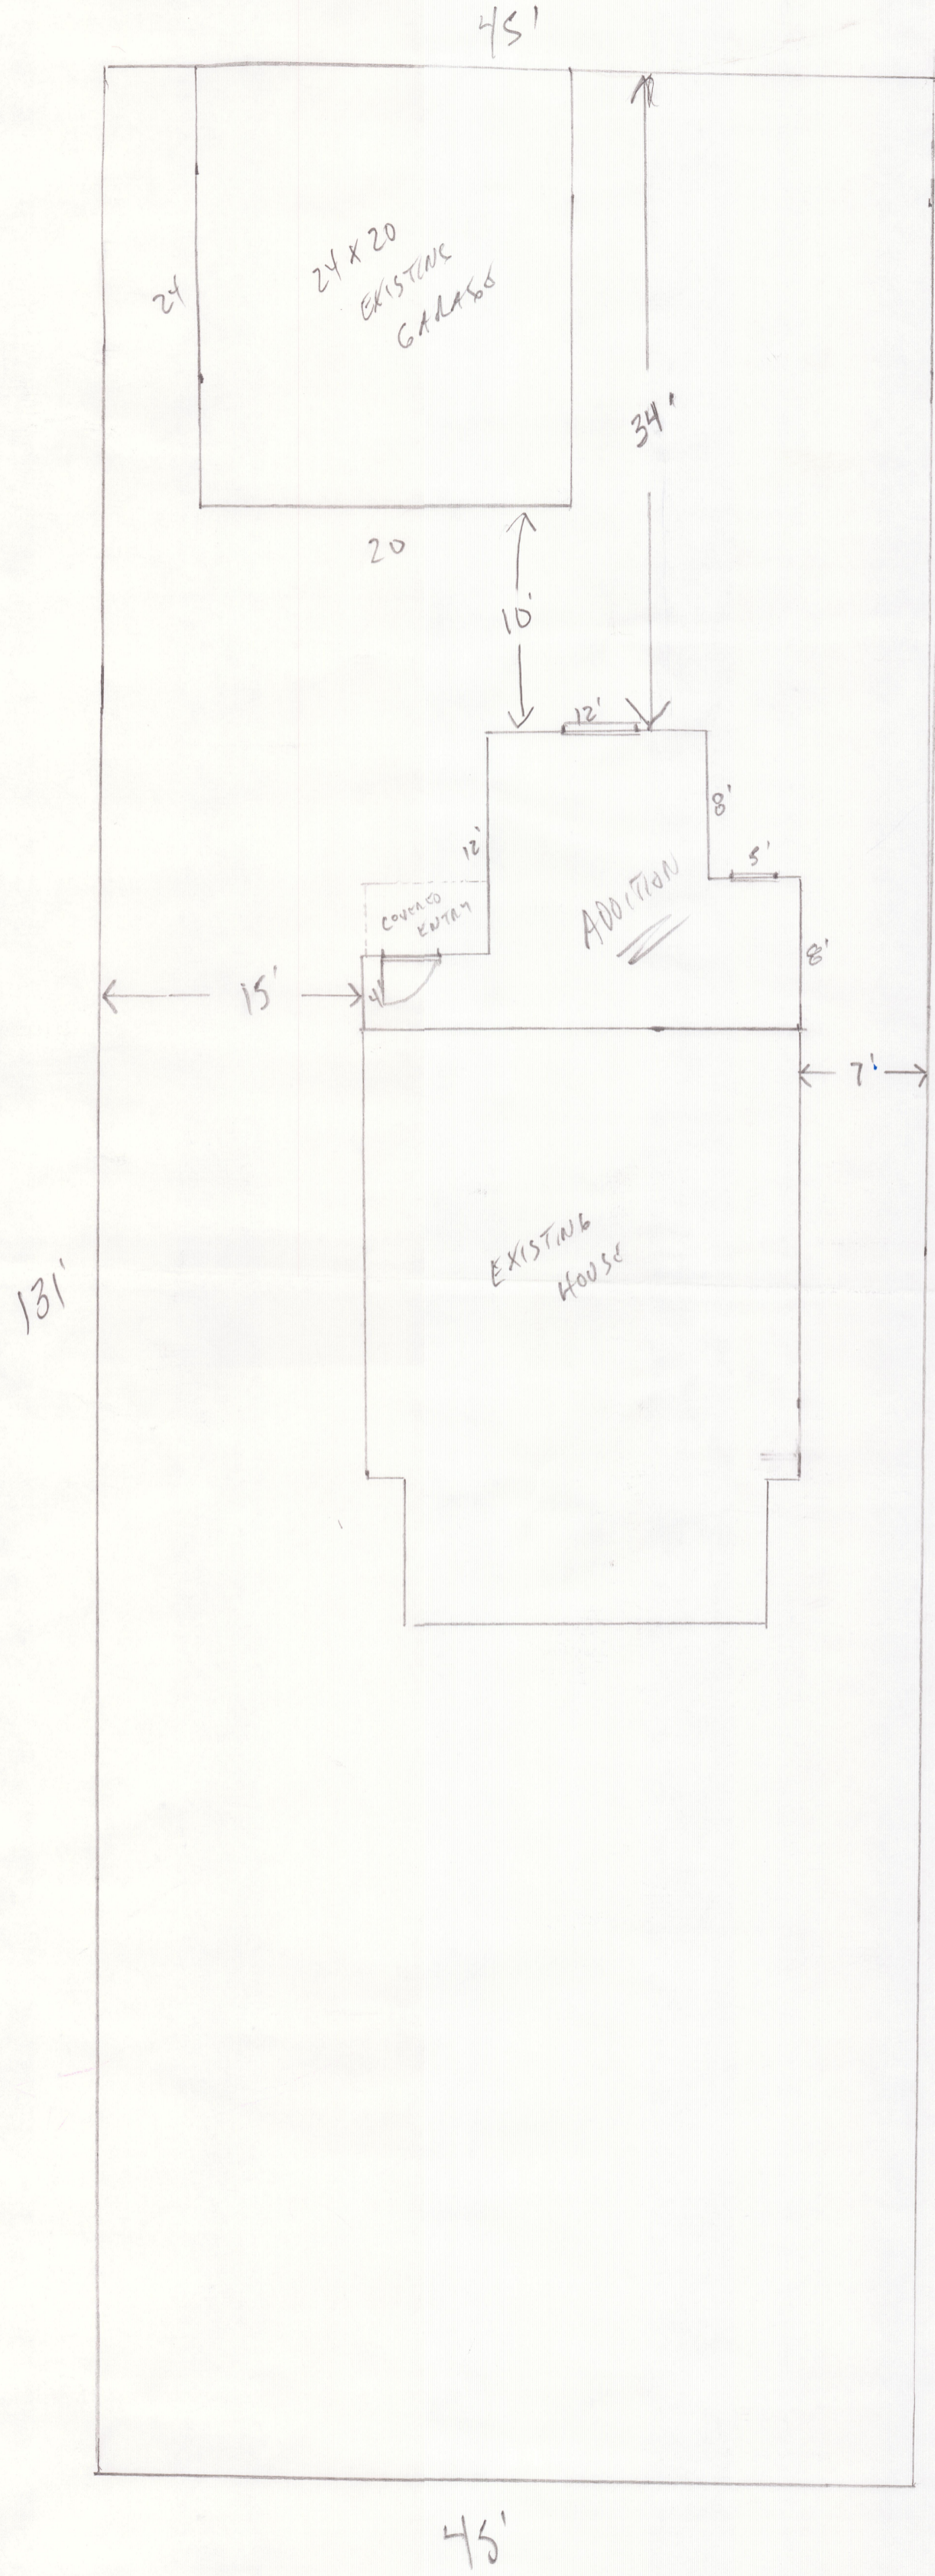 45'
24 X 20
EXISTING
GARAGE
24
34'
20
10'
12'
8'
12'
5'
COVERED
ENTRY
ADDITION
8'
4'
15'
7'
EXISTING
HOUSE
131'
45'